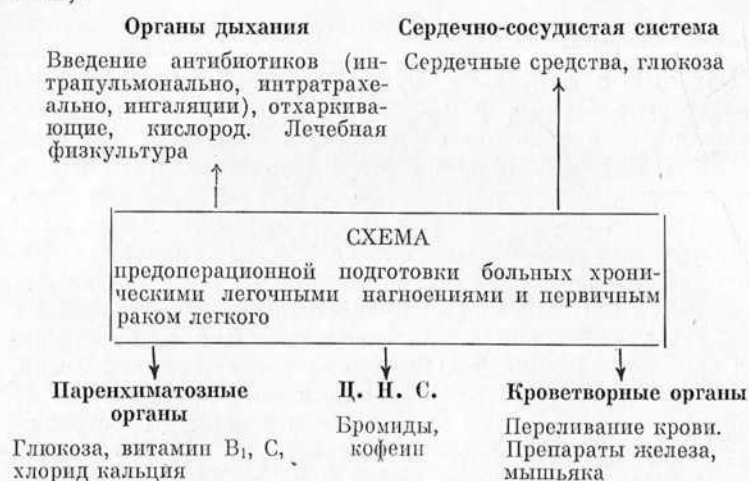 Органы дыхания
Введение антибиотиков (ин-
трапульмонально, интратрахе-
ально, ингаляции), отхаркива-
ющие, кислород. Лечебная
физкультура
Сердечно-сосудистая система
Сердечные средства, глюкоза
СХЕМА
предоперационной подготовки больных хрони-
ческими легочными нагноениями и первичным
раком легкого
Паренхиматозные
органы
Глюкоза, витамин B₁, C,
хлорид кальция
Ц. Н. С.
Бромиды,
кофеин
Кроветворные органы
Переливание крови.
Препараты железа,
мышьяка